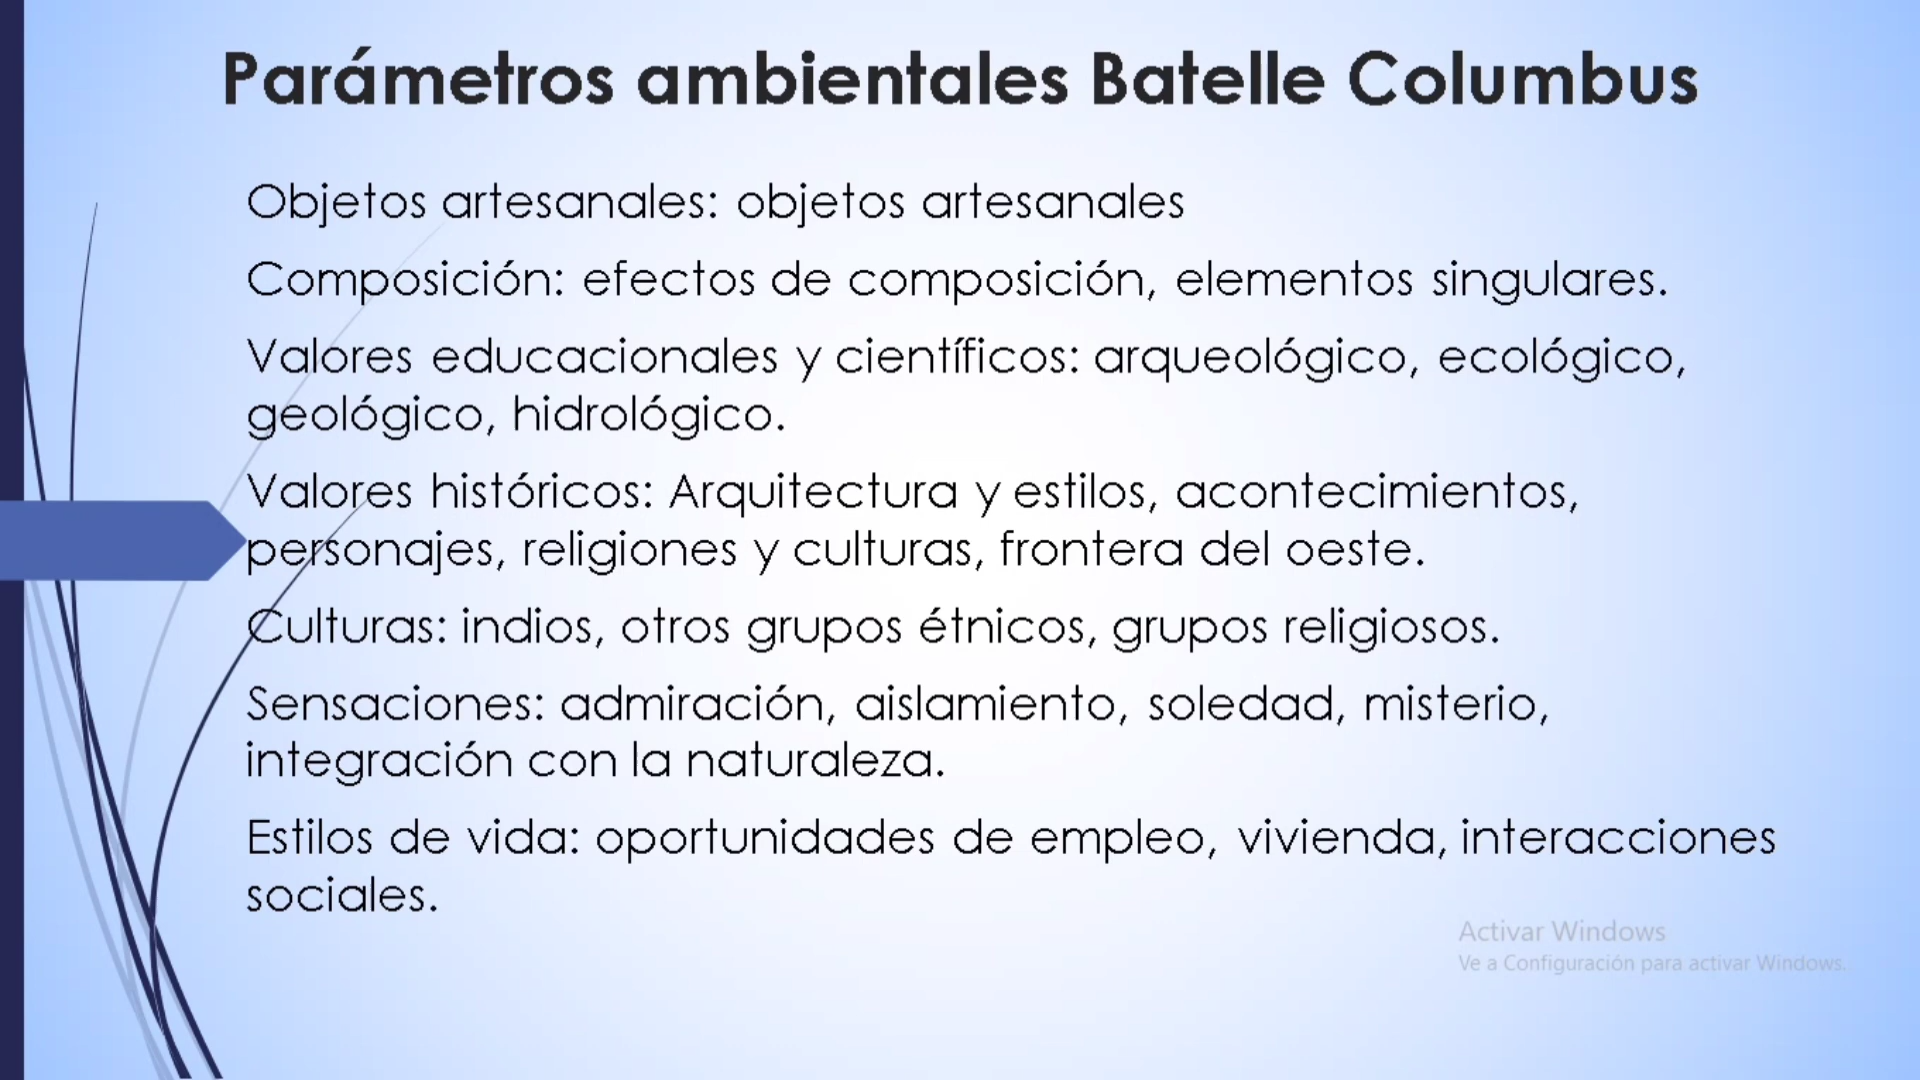 Parámetros ambientales Batelle Columbus
Objetos artesanales: objetos artesanales
Composición: efectos de composición, elementos singulares.
Valores educacionales y científicos: arqueológico, ecológico,
geológico, hidrológico.
Valores históricos: Arquitectura y estilos, acontecimientos,
personajes, religiones y culturas, frontera del oeste.
Culturas: indios, otros grupos étnicos, grupos religiosos.
Sensaciones: admiración, aislamiento, soledad, misterio,
integración con la naturaleza.
Estilos de vida: oportunidades de empleo, vivienda, interacciones
sociales.
Activar Windows
Ve a Configuración para activar Windows.